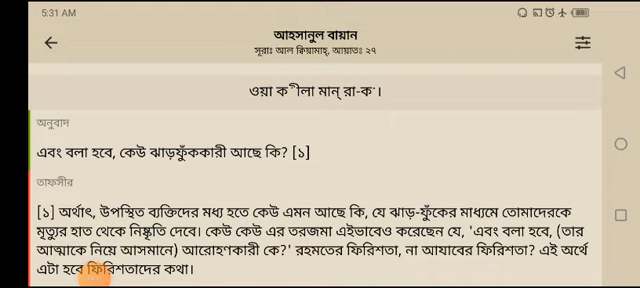 5:31 AM
আহসানুল বায়ান
সূরাঃ আল ক্বিয়ামাহ্, আয়াতঃ ২৭
ওয়া ক্বীলা মান্ রা-ক্ব।
অনুবাদ
এবং বলা হবে, কেউ ঝাড়ফুঁককারী আছে কি? [১]
তাফসীর
[১] অর্থাৎ, উপস্থিত ব্যক্তিদের মধ্য হতে কেউ এমন আছে কি, যে ঝাড়-ফুঁকের মাধ্যমে তোমাদেরকে
মৃত্যুর হাত থেকে নিষ্কৃতি দেবে। কেউ কেউ এর তরজমা এইভাবেও করেছেন যে, 'এবং বলা হবে, (তার
আত্মাকে নিয়ে আসমানে) আরোহণকারী কে?' রহমতের ফিরিশতা, না আযাবের ফিরিশতা? এই অর্থে
এটা হবে ফিরিশতাদের কথা।